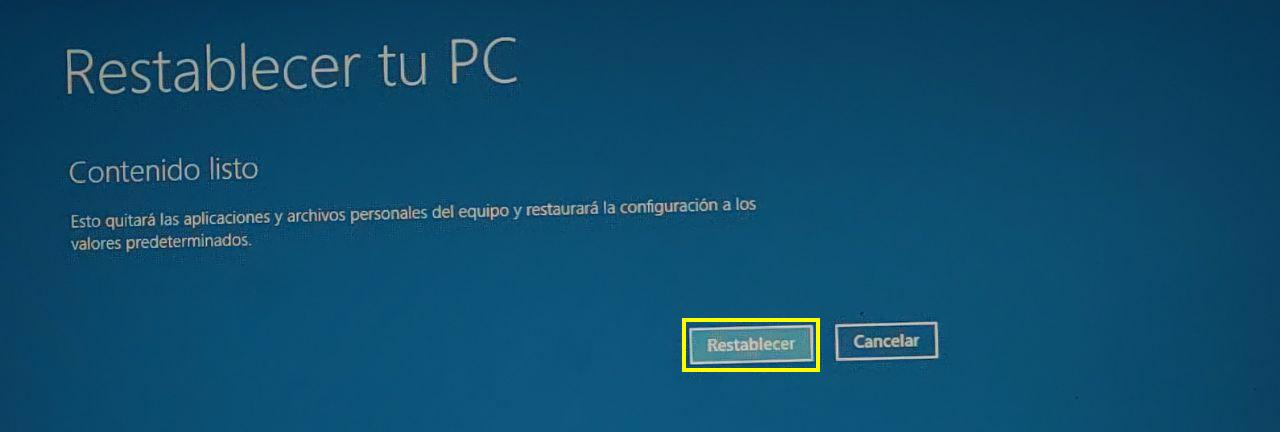 Restablecer tu PC
Contenido listo
Esto quitará las aplicaciones y archivos personales del equipo y restaurará la configuración a los
valores predeterminados.
Restablecer
Cancelar